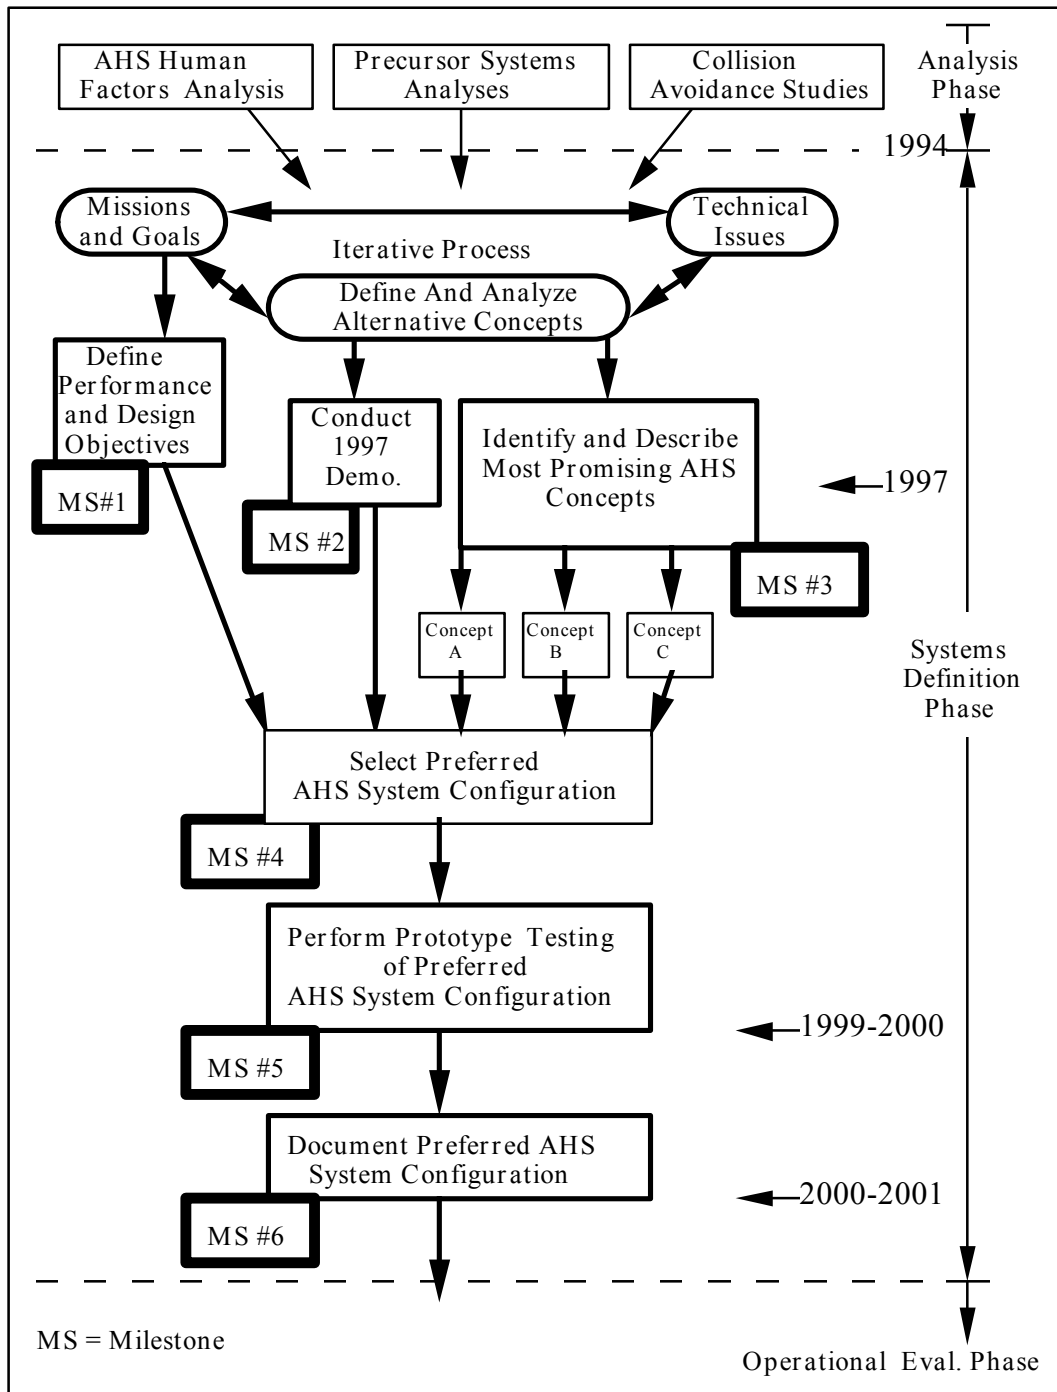 AHS Human
Factors Analysis
Precursor Systems
Analyses
Collision
Avoidance Studies
Analysis
Phase
1994
Missions
and Goals
Technical
Issues
Iterative Process
Define And Analyze
Alternative Concepts
Define
Performance
and Design
Objectives
MS#1
Conduct
1997
Demo.
MS #2
Identify and Describe
Most Promising AHS
Concepts
1997
MS #3
Concept
A
Concept
B
Concept
C
Systems
Definition
Phase
Select Preferred
AHS System Configuration
MS #4
Perform Prototype Testing
of Preferred
AHS System Configuration
1999-2000
MS #5
Document Preferred AHS
System Configuration
2000-2001
MS #6
MS = Milestone
Operational Eval. Phase